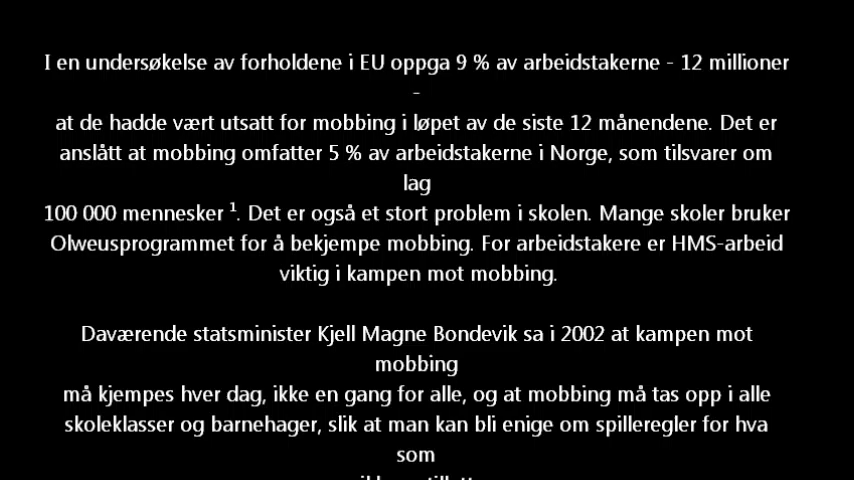 I en undersøkelse av forholdene i EU oppga 9 % av arbeidstakerne - 12 millioner
-
at de hadde vært utsatt for mobbing i løpet av de siste 12 månendene. Det er
anslått at mobbing omfatter 5 % av arbeidstakerne i Norge, som tilsvarer om
lag
100 000 mennesker ¹. Det er også et stort problem i skolen. Mange skoler bruker
Olweusprogrammet for å bekjempe mobbing. For arbeidstakere er HMS-arbeid
viktig i kampen mot mobbing.
Daværende statsminister Kjell Magne Bondevik sa i 2002 at kampen mot
mobbing
må kjempes hver dag, ikke en gang for alle, og at mobbing må tas opp i alle
skoleklasser og barnehager, slik at man kan bli enige om spilleregler for hva
som